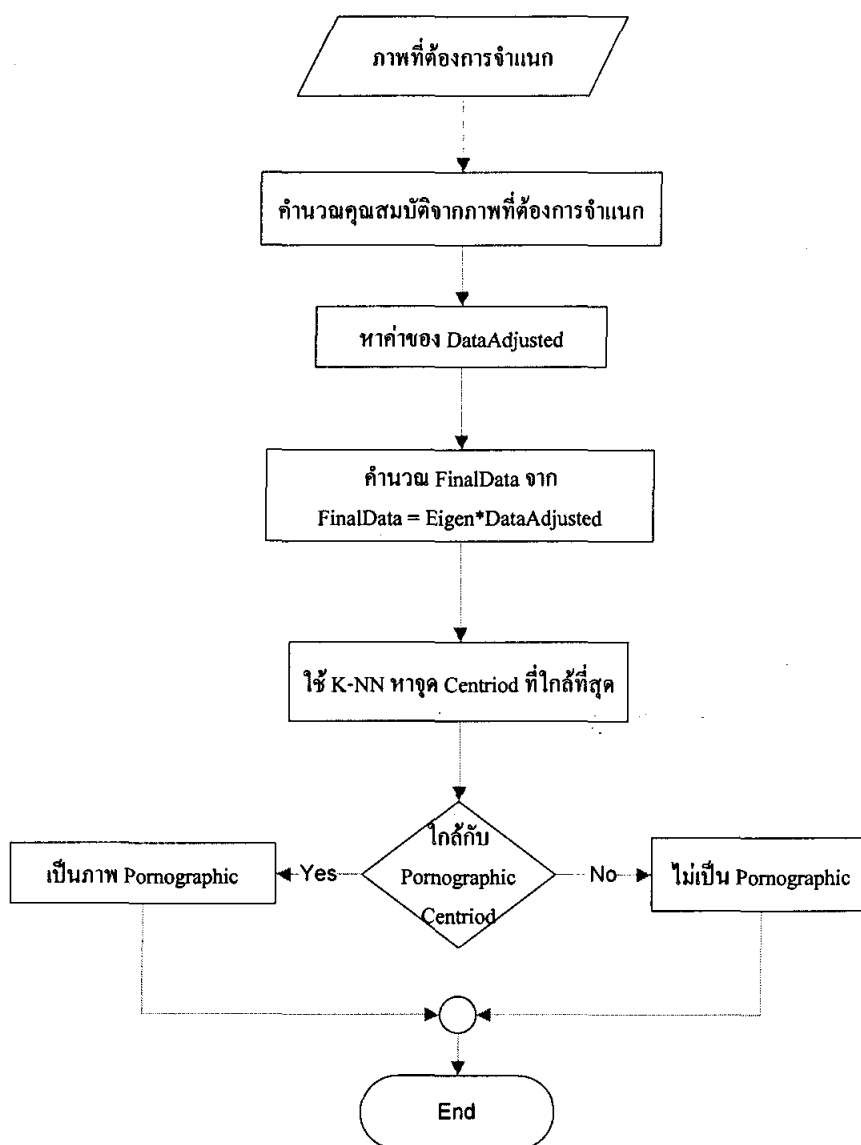 ภาพที่ต้องการจำแนก
คำนวณคุณสมบัติจากภาพที่ต้องการจำแนก
หาค่าของ DataAdjusted
คำนวณ FinalData จาก
FinalData = Eigen*DataAdjusted
ใช้ K-NN หาจุด Centriod ที่ใกล้ที่สุด
ใกล้กับ
Pornographic
Centriod
เป็นภาพ Pornographic
Yes
No
ไม่เป็น Pornographic
End